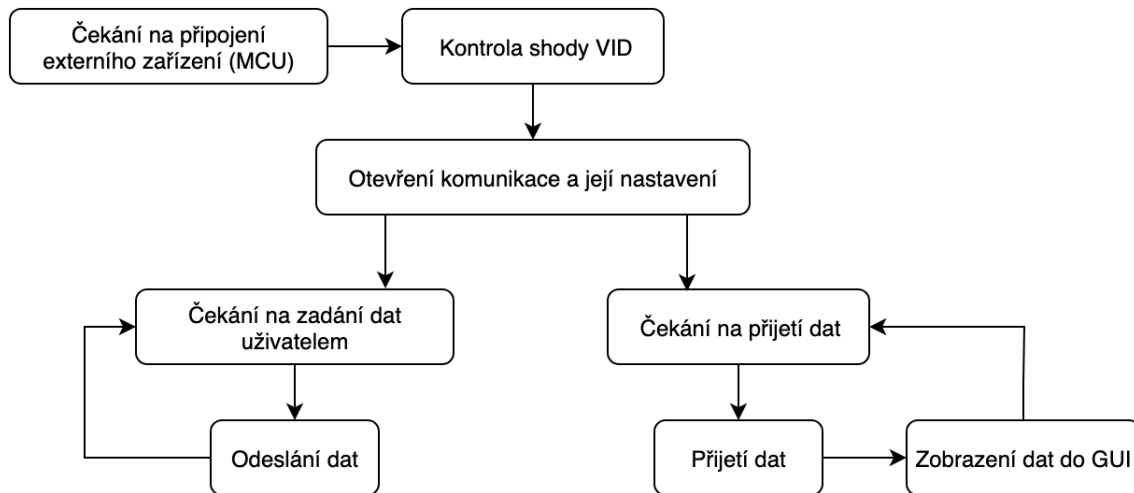 Čekání na připojení
externího zařízení (MCU)
Kontrola shody VID
Otevření komunikace a její nastavení
Čekání na zadání dat
uživatelem
Čekání na přijetí dat
Odeslání dat
Přijetí dat
Zobrazení dat do GUI